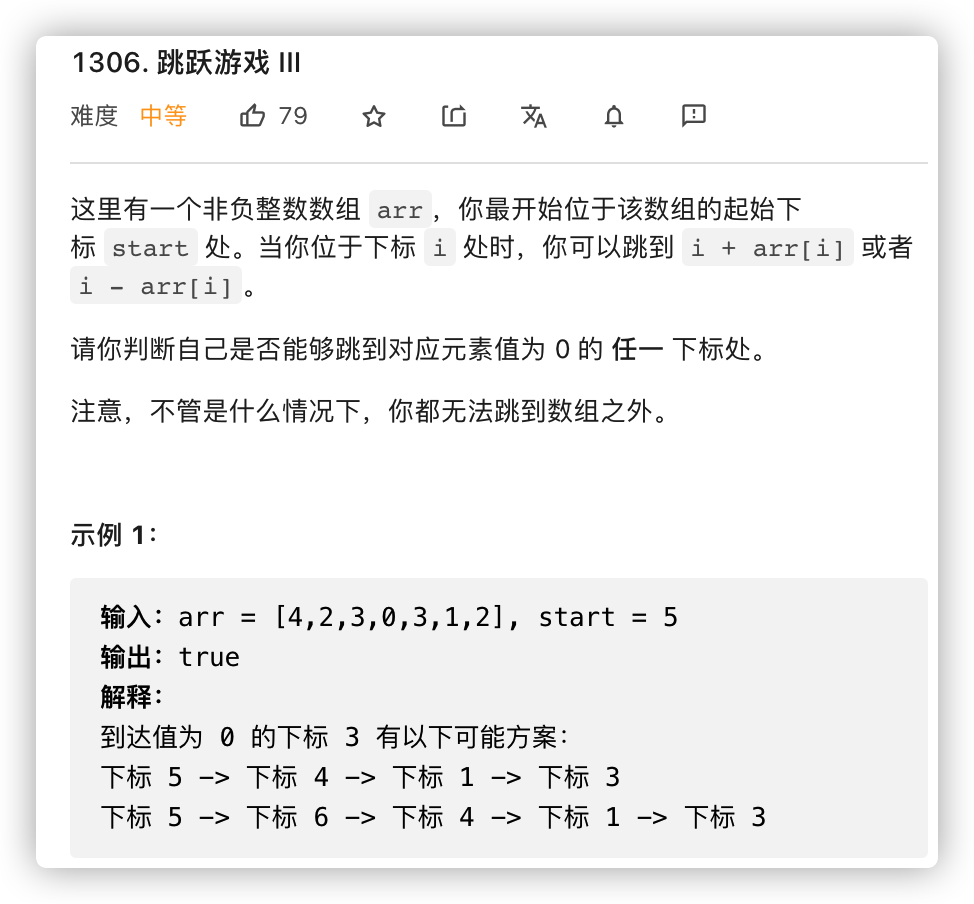 1306. 跳跃游戏 III
难度 中等 79
这里有一个非负整数数组 arr，你最开始位于该数组的起始下
标 start 处。当你位于下标 i 处时，你可以跳到 i + arr[i] 或者
i - arr[i]。
请你判断自己是否能够跳到对应元素值为 0 的 任一 下标处。
注意，不管是什么情况下，你都无法跳到数组之外。
示例 1：
输入：arr = [4,2,3,0,3,1,2], start = 5
输出：true
解释：
到达值为 0 的下标 3 有以下可能方案：
下标 5 -> 下标 4 -> 下标 1 -> 下标 3
下标 5 -> 下标 6 -> 下标 4 -> 下标 1 -> 下标 3